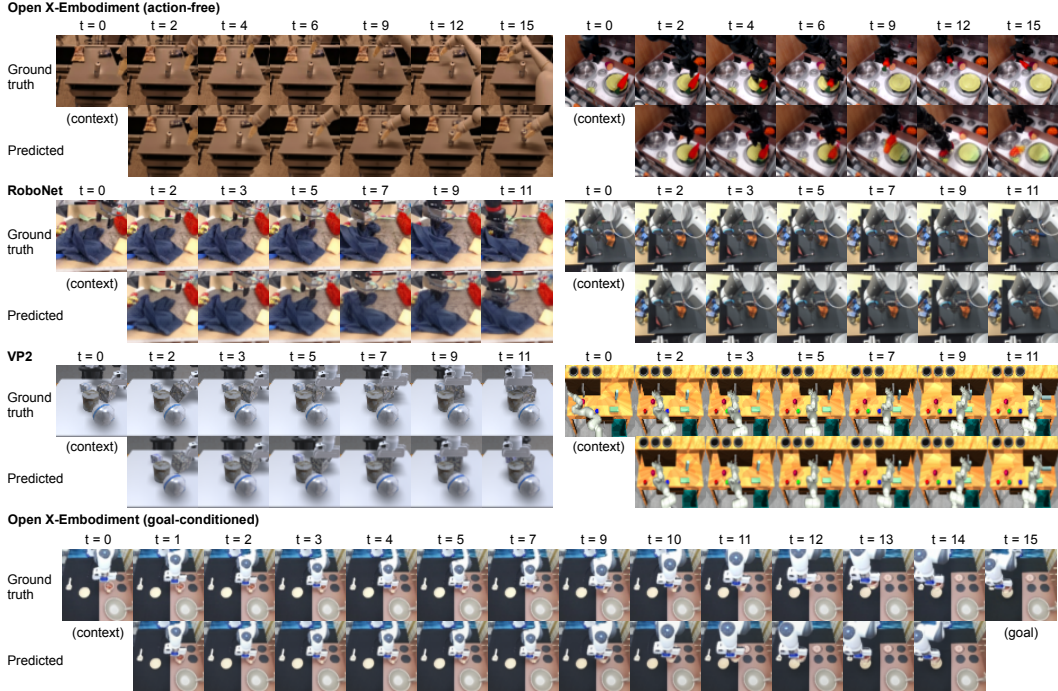 Open X-Embodiment (action-free)
t = 0 t = 2 t = 4 t = 6 t = 9 t = 12 t = 15 t = 0 t = 2 t = 4 t = 6 t = 9 t = 12 t = 15
Ground
truth
(context) (context)
Predicted
RoboNet t = 0 t = 2 t = 3 t = 5 t = 7 t = 9 t = 11 t = 0 t = 2 t = 3 t = 5 t = 7 t = 9 t = 11
Ground
truth
(context) (context)
Predicted
VP2 t = 0 t = 2 t = 3 t = 5 t = 7 t = 9 t = 11 t = 0 t = 2 t = 3 t = 5 t = 7 t = 9 t = 11
Ground
truth
(context) (context)
Predicted
Open X-Embodiment (goal-conditioned)
t = 0 t = 1 t = 2 t = 3 t = 4 t = 5 t = 7 t = 9 t = 10 t = 11 t = 12 t = 13 t = 14 t = 15
Ground
truth
(context) (goal)
Predicted